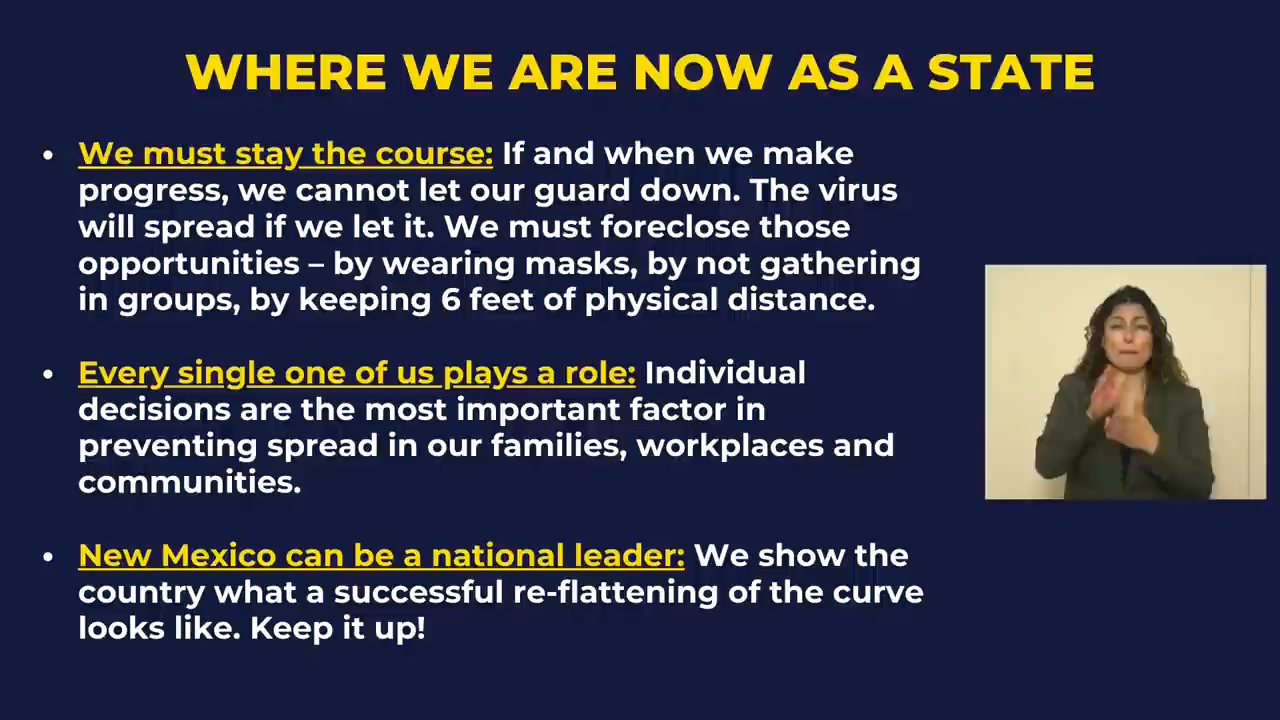 WHERE WE ARE NOW AS A STATE
• We must stay the course: If and when we make
progress, we cannot let our guard down. The virus
will spread if we let it. We must foreclose those
opportunities – by wearing masks, by not gathering
in groups, by keeping 6 feet of physical distance.
• Every single one of us plays a role: Individual
decisions are the most important factor in
preventing spread in our families, workplaces and
communities.
• New Mexico can be a national leader: We show the
country what a successful re-flattening of the curve
looks like. Keep it up!